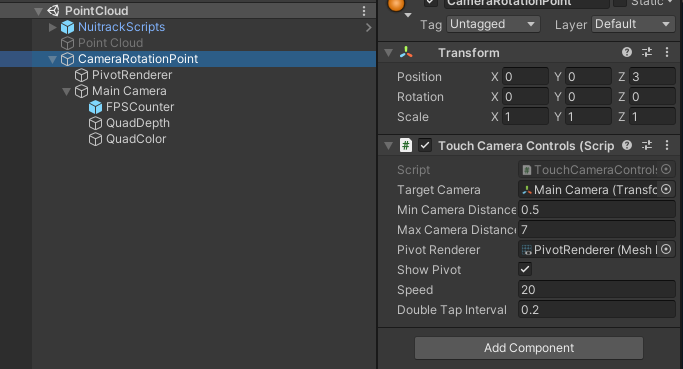 PointCloud
NuitrackScripts
Point Cloud
CameraRotationPoint
PivotRenderer
Main Camera
FPSCounter
QuadDepth
QuadColor
CameraRotationPoint
Static
Tag Untagged Layer Default
Transform
Position X 0 Y 0 Z 3
Rotation X 0 Y 0 Z 0
Scale X 1 Y 1 Z 1
# Touch Camera Controls (Scrip
Script # TouchCameraControls
Target Camera Main Camera (Transfo
Min Camera Distance 0.5
Max Camera Distance 7
Pivot Renderer PivotRenderer (Mesh
Show Pivot
Speed 20
Double Tap Interval 0.2
Add Component